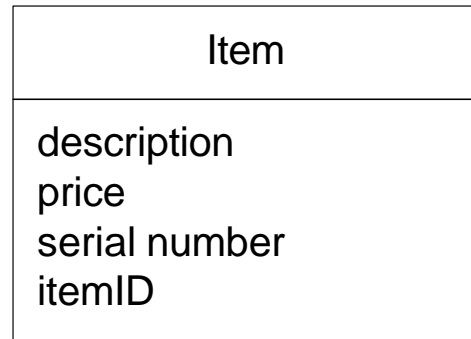 Item
description
price
serial number
itemID